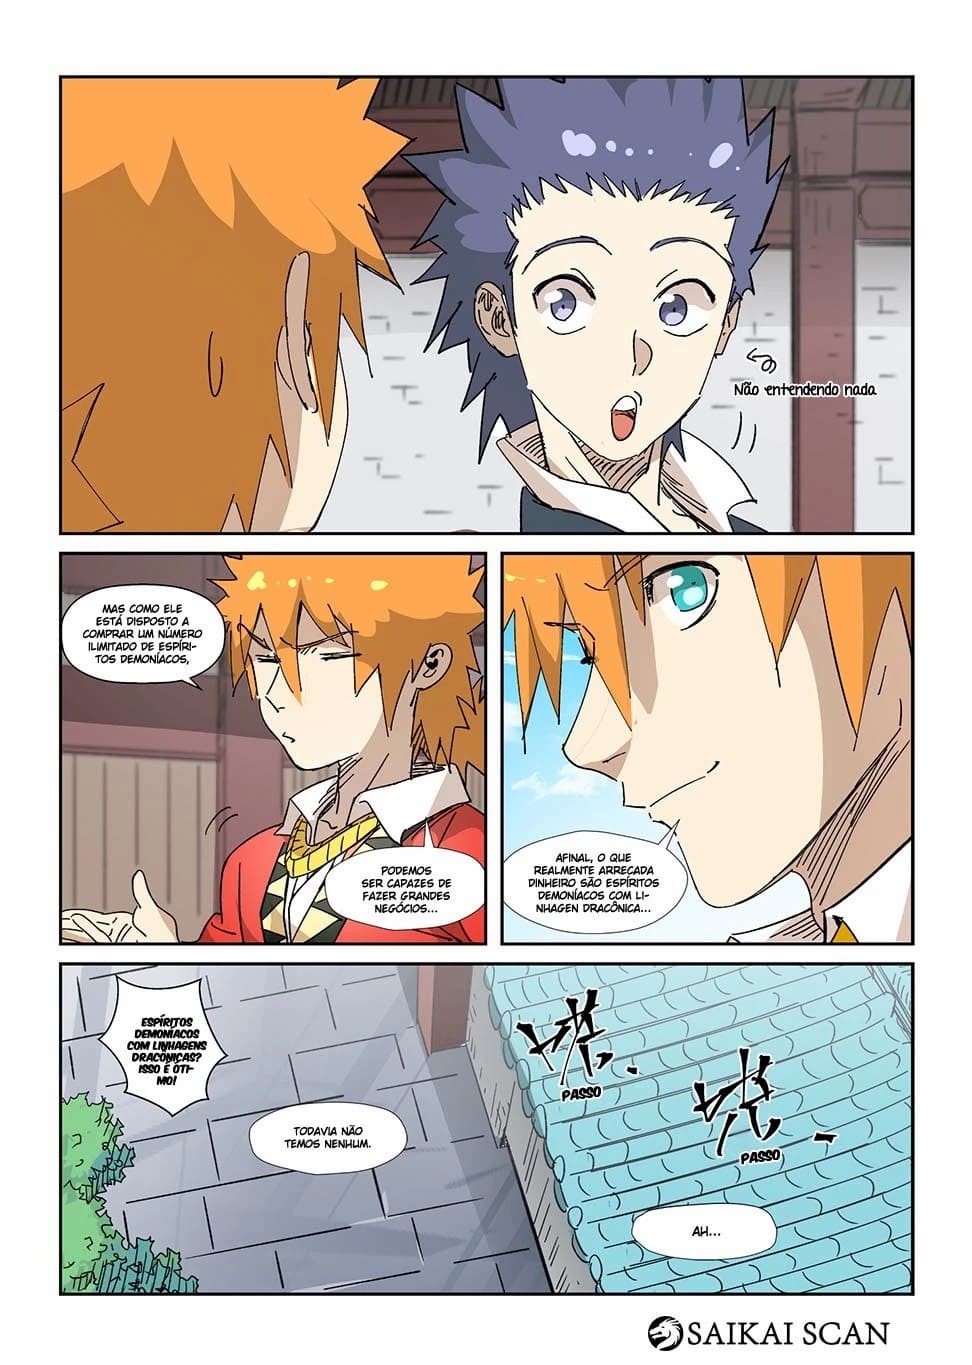 Não entendendo nada
MAS COMO ELE
ESTÁ DISPOSTO A
COMPRAR UM NÚMERO
ILIMITADO DE ESPÍRI-
TOS DEMONÍACOS,
PODEMOS
SER CAPAZES DE
FAZER GRANDES
NEGÓCIOS...
AFINAL, O QUE
REALMENTE ARRECADA
DINHEIRO SÃO ESPÍRITOS
DEMONÍACOS COM LI-
NHAGEN DRACÔNICA...
ESPÍRITOS
DEMONÍACOS
COM LINHAGENS
DRACÔNICAS?
ISSO É ÓTI-
MO!
TODAVIA NÃO
TEMOS NENHUM.
PASSO
PASSO
AH...
SAIKAI SCAN